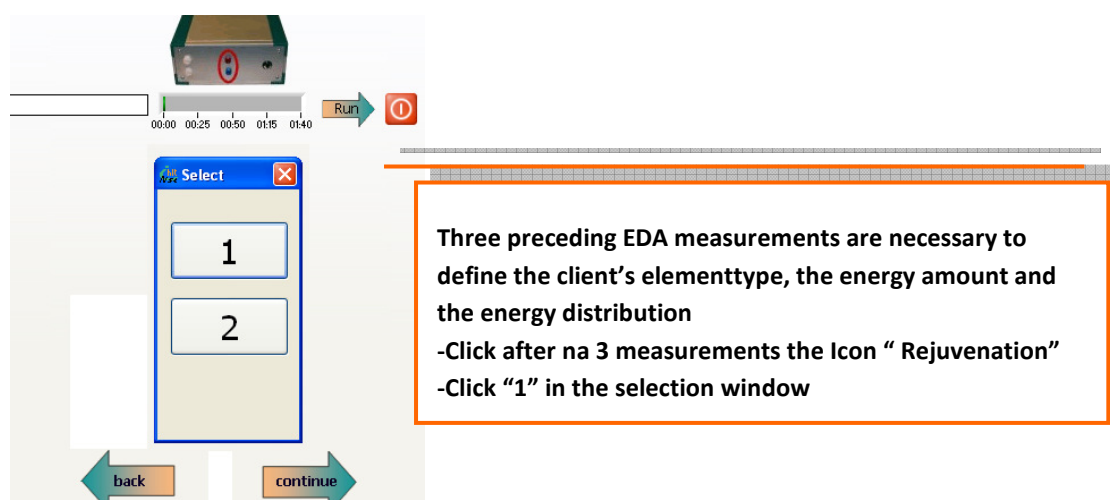 Run
00:00 00:25 00:50 01:15 01:40
Select
1
2
back
continue
Three preceding EDA measurements are necessary to
define the client’s elementtype, the energy amount and
the energy distribution
-Click after na 3 measurements the Icon “ Rejuvenation”
-Click “1” in the selection window